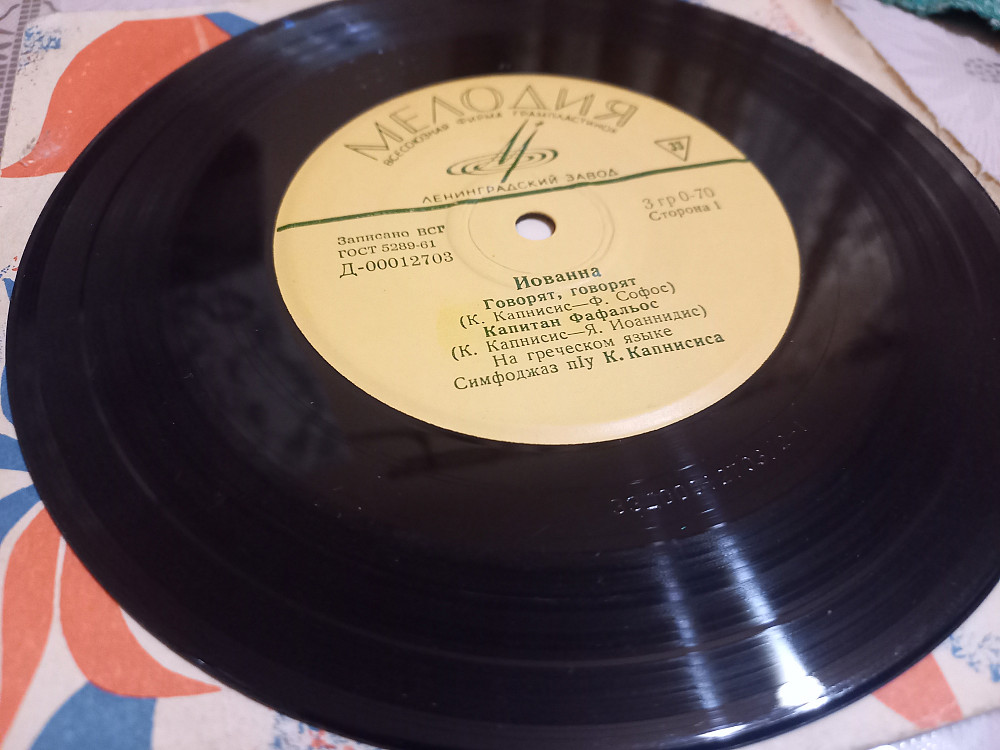 МЕЛОДИЯ
ВСЕСОЮЗНАЯ ФИРМА ГРАМПЛАСТИНОК
33
ЛЕНИНГРАДСКИЙ ЗАВОД
Записано ВСГ
ГОСТ 5289-61
Д-00012703
3 гр 0-70
Сторона 1
Иованна
Говорят, говорят
(К. Капнисис—Ф. Софос)
Капитан Фафальос
(К. Капнисис—Я. Иоаннидис)
На греческом языке
Симфоджаз п/у К. Капнисиса